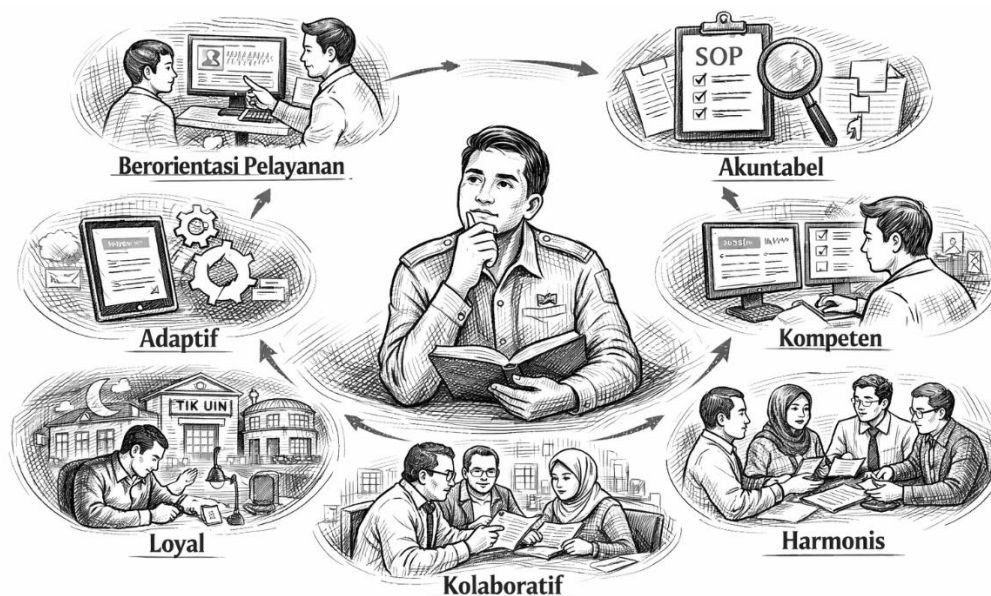 SOP
Berorientasi Pelayanan
Akuntabel
Adaptif
Kompeten
TIK UIN
Loyal
Kolaboratif
Harmonis